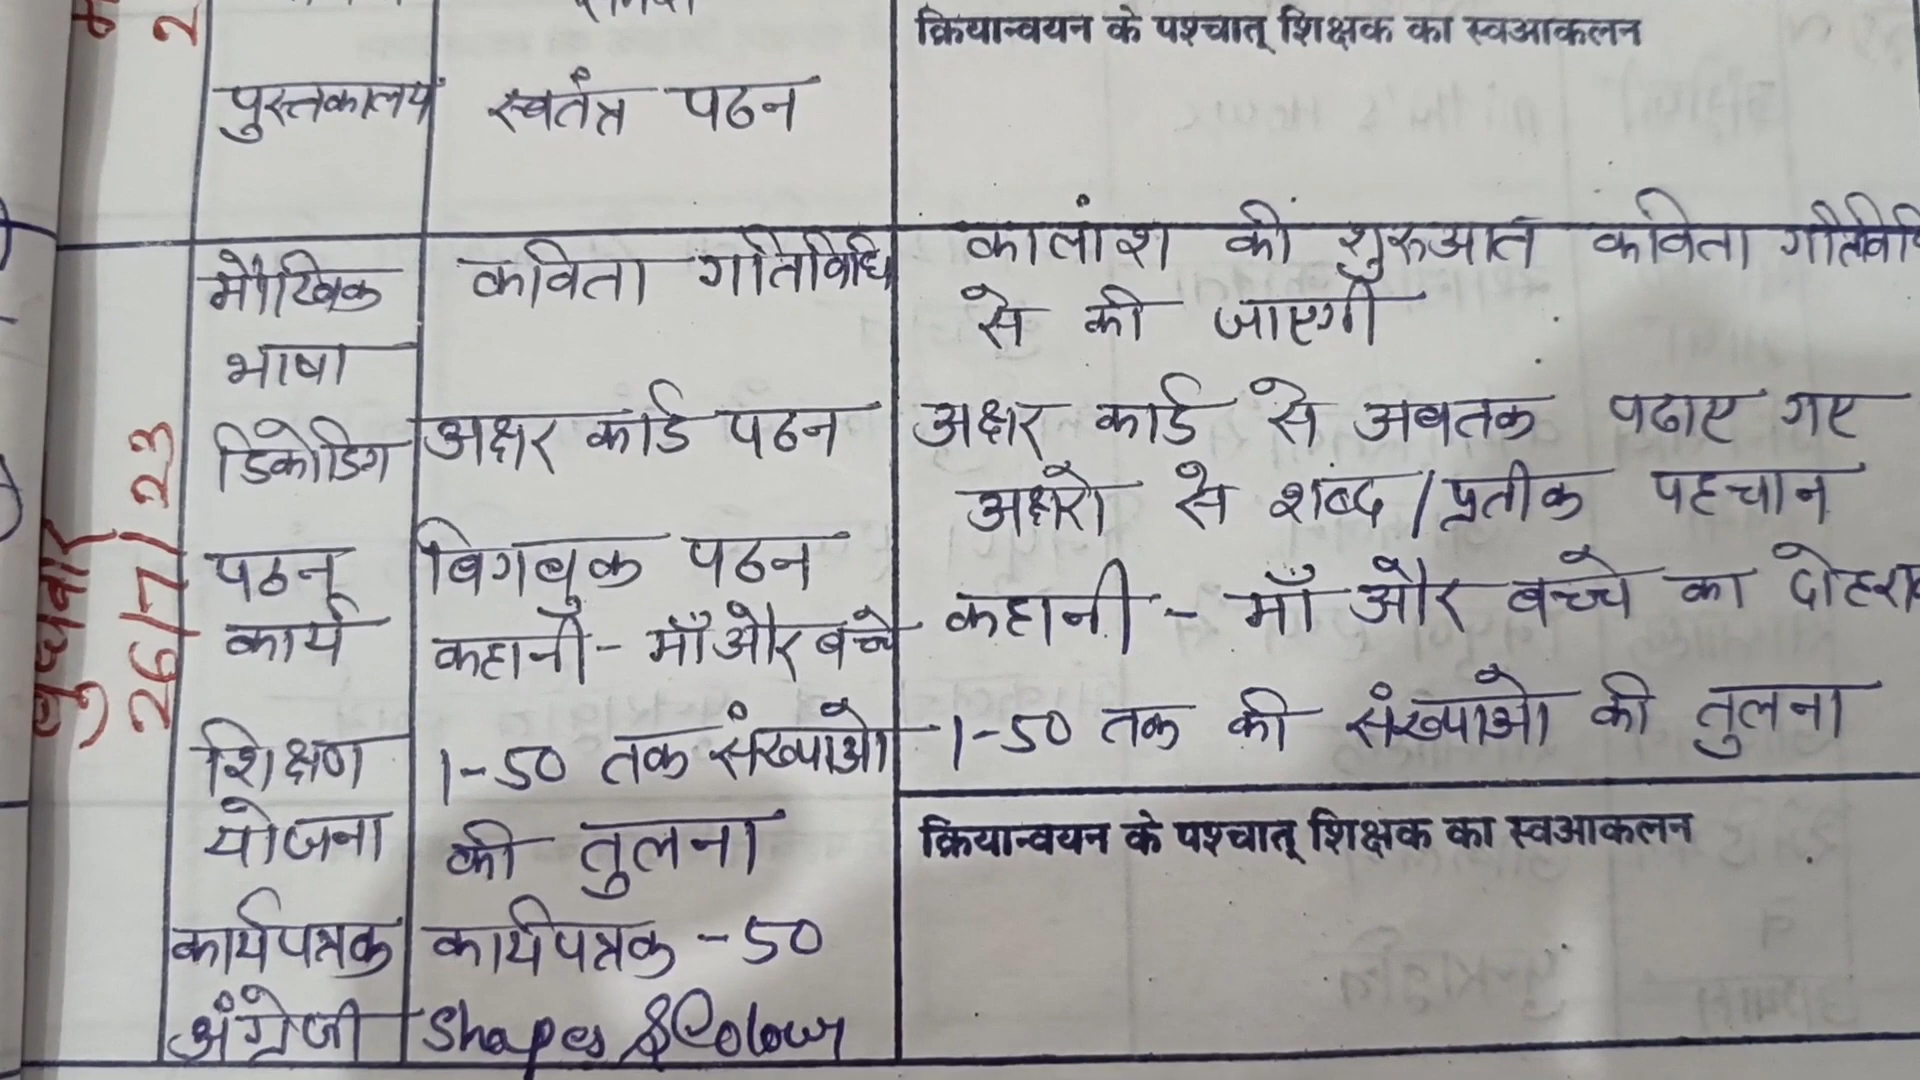 क्रियान्वयन के पश्चात् शिक्षक का स्वआकलन
पुस्तकालय स्वतंत्र पठन
बुधवार
26/7/23
मौखिक कविता गतिविधि
भाषा
डिकोडिंग अक्षर कार्ड पठन
पठन बिगबुक पठन
कार्य कहानी - माँ और बच्चे
शिक्षण 1-50 तक संख्याओ
योजना की तुलना
कार्यपत्रक कार्यपत्रक - 50
अंग्रेजी Shapes & Colour
कालांश की शुरुआत कविता
से की जाएगी
अक्षर कार्ड से अबतक पढाए गए
अक्षरो से शब्द / प्रतीक पहचान
कहानी - माँ और बच्चे का
1-50 तक की संख्याओ की तुलना
क्रियान्वयन के पश्चात् शिक्षक का स्वआकलन